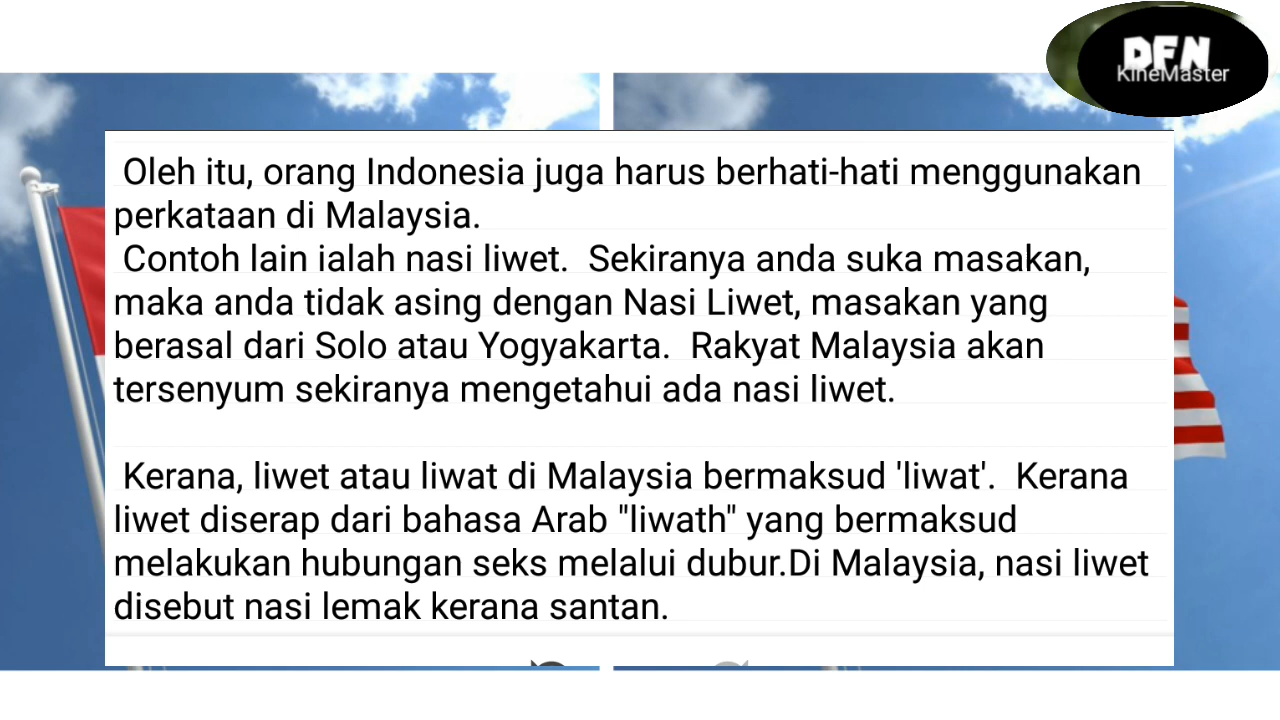 DFN
KineMaster
Oleh itu, orang Indonesia juga harus berhati-hati menggunakan
perkataan di Malaysia.
Contoh lain ialah nasi liwet.  Sekiranya anda suka masakan,
maka anda tidak asing dengan Nasi Liwet, masakan yang
berasal dari Solo atau Yogyakarta.  Rakyat Malaysia akan
tersenyum sekiranya mengetahui ada nasi liwet.
Kerana, liwet atau liwat di Malaysia bermaksud 'liwat'.  Kerana
liwet diserap dari bahasa Arab "liwath" yang bermaksud
melakukan hubungan seks melalui dubur.Di Malaysia, nasi liwet
disebut nasi lemak kerana santan.